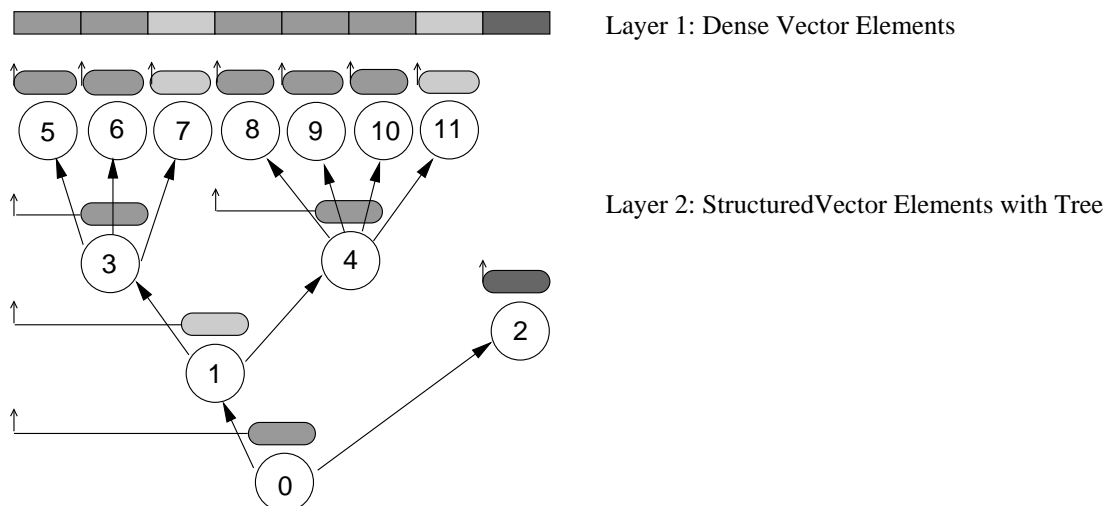 Layer 1: Dense Vector Elements
5 6 7 8 9 10 11
Layer 2: StructuredVector Elements with Tree
3 4
2
1
0